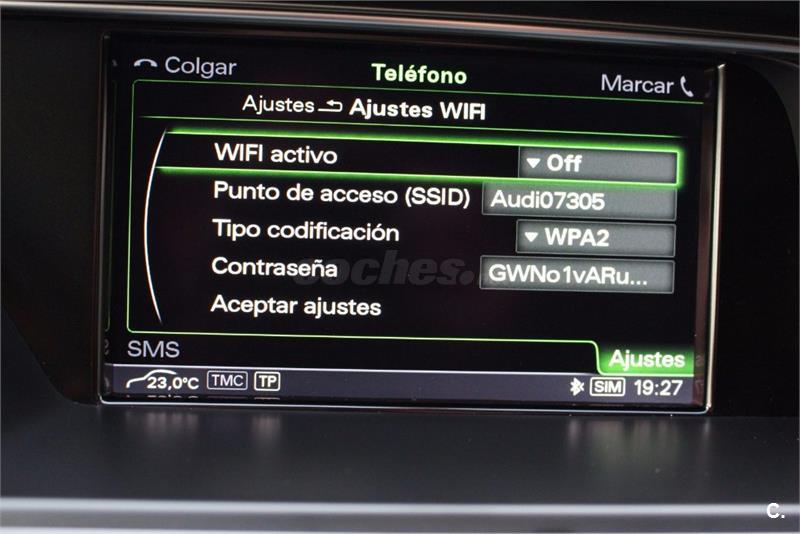 Colgar
Teléfono
Marcar
Ajustes Ajustes WIFI
WIFI activo Off
Punto de acceso (SSID) Audi07305
Tipo codificación WPA2
Contraseña GWNo1vARu...
Aceptar ajustes
coches.
SMS
Ajustes
23,0°C TMC TP SIM 19:27
c.